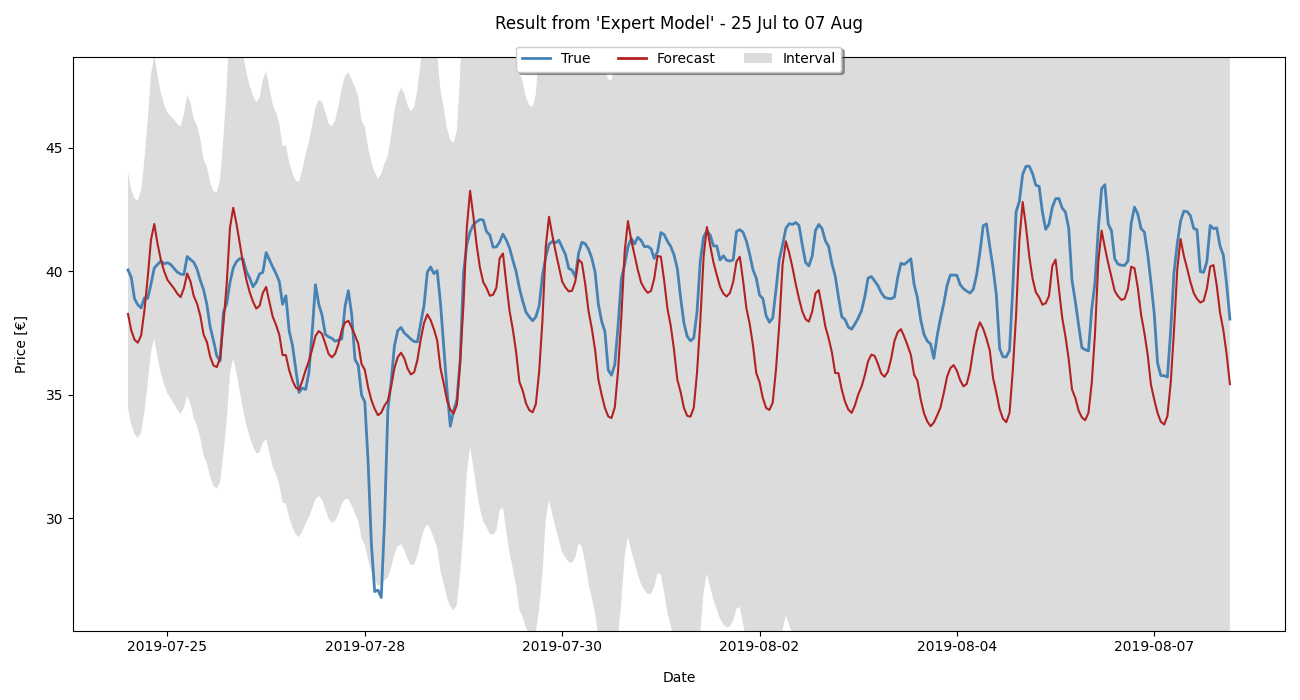 Result from 'Expert Model' - 25 Jul to 07 Aug
True Forecast Interval
Price [€]
45
40
35
30
2019-07-25 2019-07-28 2019-07-30 2019-08-02 2019-08-04 2019-08-07
Date